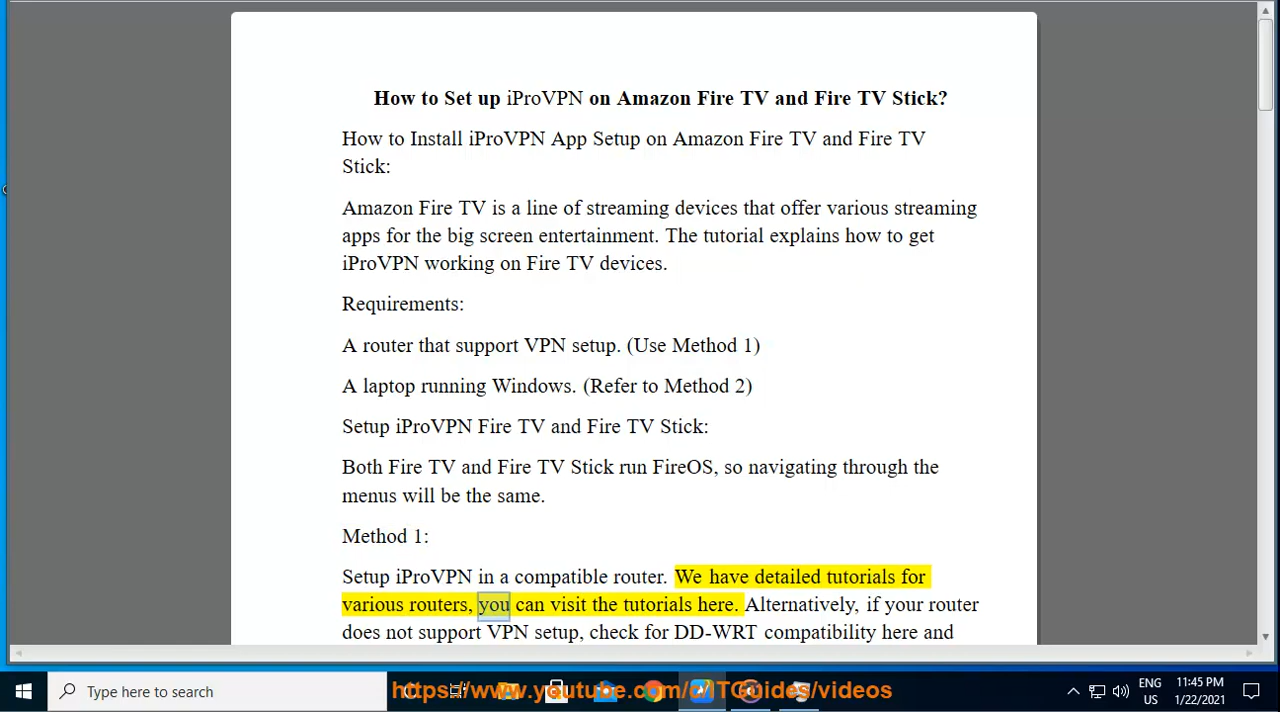 How to Set up iProVPN on Amazon Fire TV and Fire TV Stick?
How to Install iProVPN App Setup on Amazon Fire TV and Fire TV
Stick:
Amazon Fire TV is a line of streaming devices that offer various streaming
apps for the big screen entertainment. The tutorial explains how to get
iProVPN working on Fire TV devices.
Requirements:
A router that support VPN setup. (Use Method 1)
A laptop running Windows. (Refer to Method 2)
Setup iProVPN Fire TV and Fire TV Stick:
Both Fire TV and Fire TV Stick run FireOS, so navigating through the
menus will be the same.
Method 1:
Setup iProVPN in a compatible router. We have detailed tutorials for
various routers, you can visit the tutorials here. Alternatively, if your router
does not support VPN setup, check for DD-WRT compatibility here and
Type here to search
https://www.youtube.com/c/ITGuides/videos
ENG
US
11:45 PM
1/22/2021